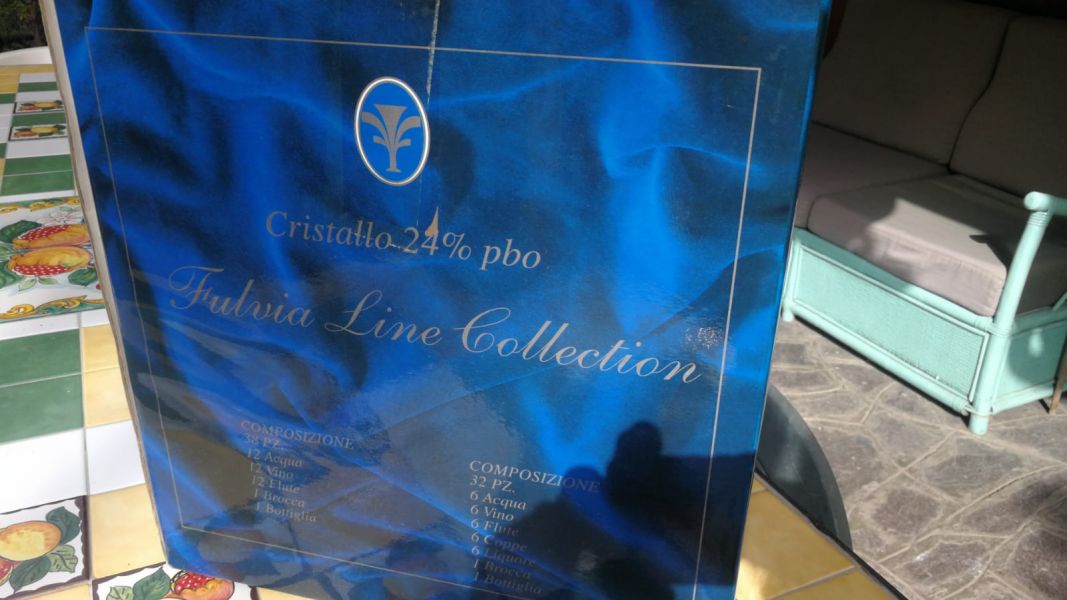 Cristallo 24% pbo
Fulvia Line Collection
COMPOSIZIONE
38 PZ.
12 Acqua
12 Vino
12 Flute
1 Brocca
1 Bottiglia
COMPOSIZIONE
32 PZ.
6 Acqua
6 Vino
6 Flute
6 Coppe
6 Liquore
1 Brocca
1 Bottiglia